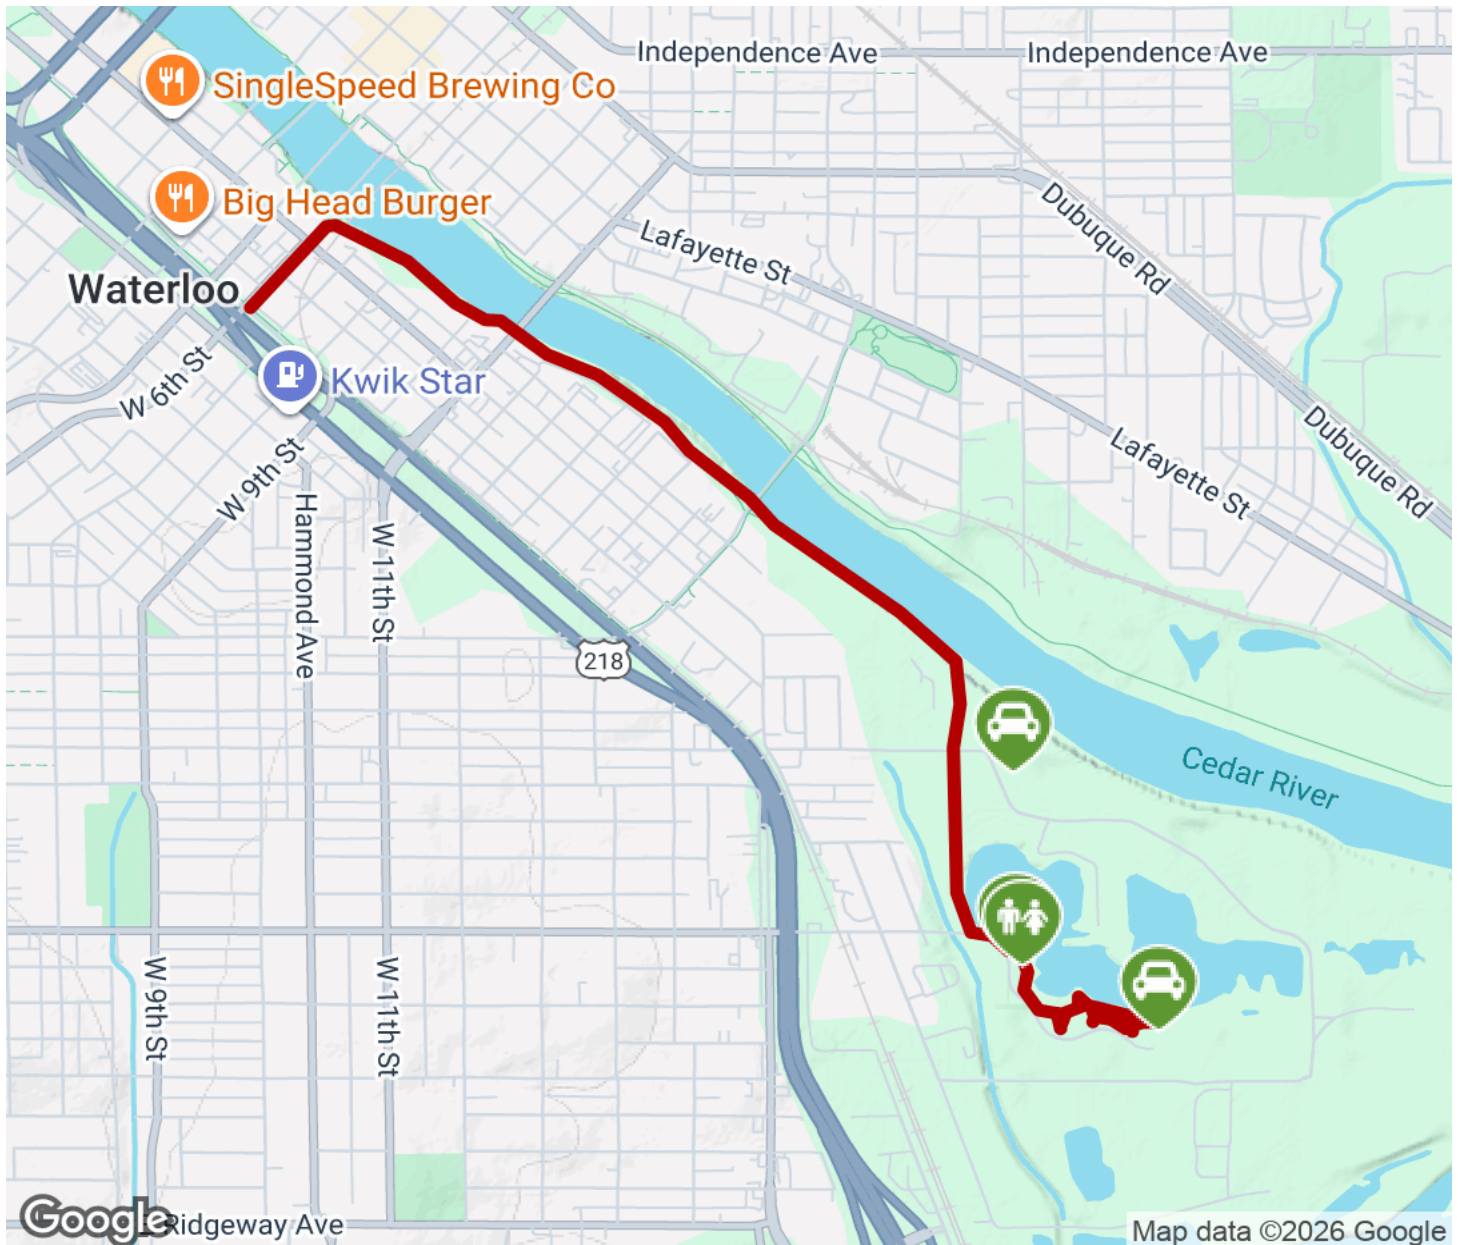 Independence Ave
Independence Ave
SingleSpeed Brewing Co
Big Head Burger
Dubuque Rd
Lafayette St
Waterloo
W 6th St
Kwik Star
Dubuque Rd
Lafayette St
W 9th St
Hammond Ave
W 11th St
218
Cedar River
W 9th St
W 11th St
Google
E Ridgeway Ave
Map data ©2026 Google